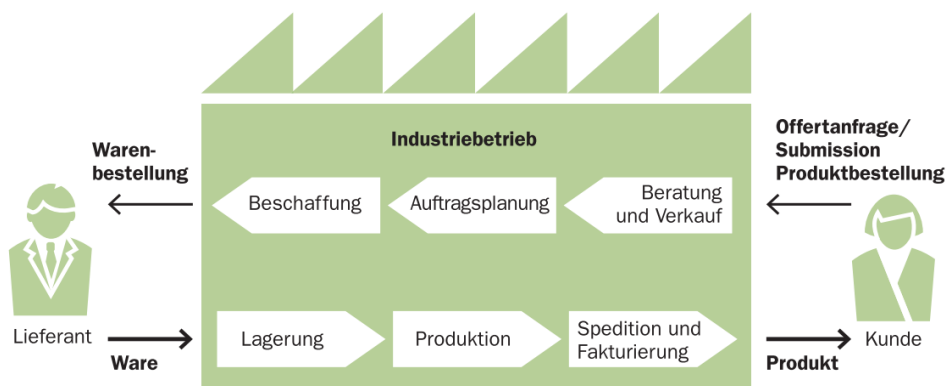 Industriebetrieb
Waren-
bestellung
Offertanfrage/
Submission
Produktbestellung
Beschaffung
Auftragsplanung
Beratung
und Verkauf
Lieferant
Kunde
Lagerung
Produktion
Spedition und
Fakturierung
Ware
Produkt